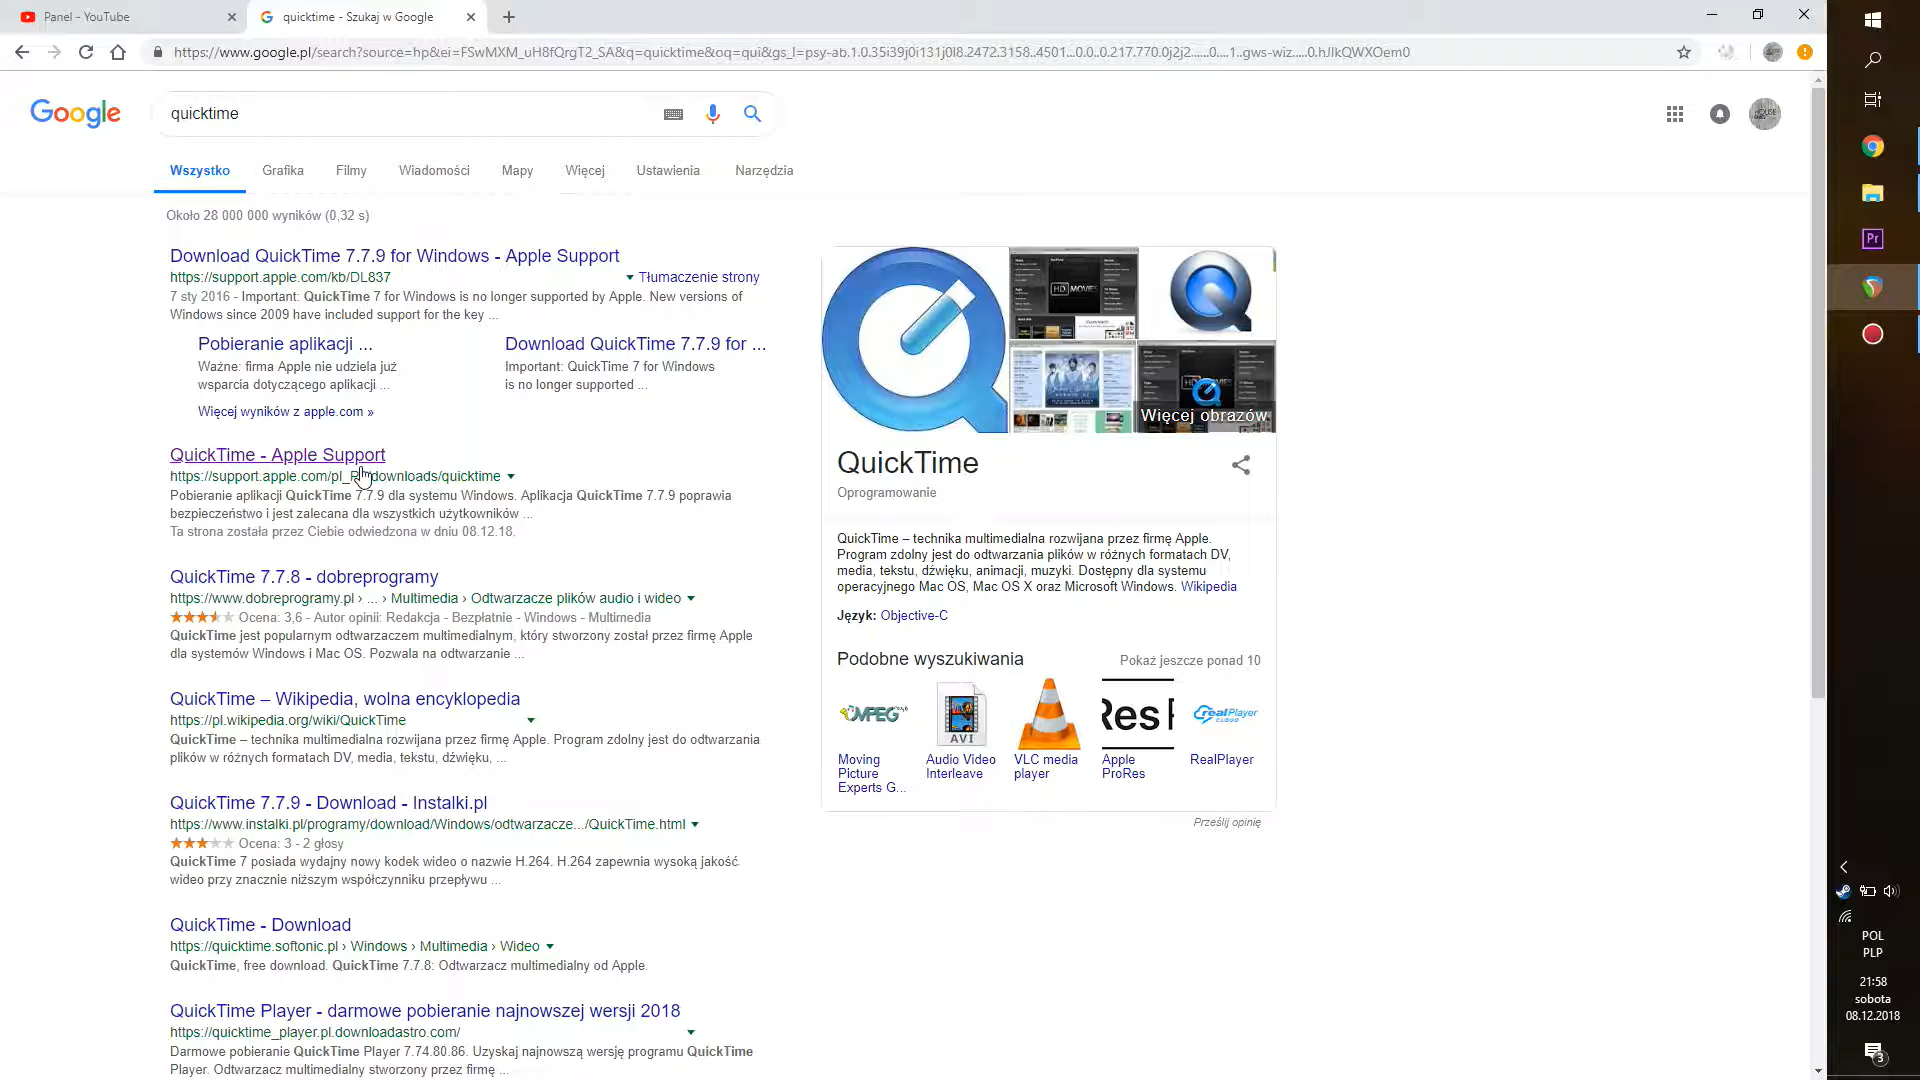 Panel - YouTube
quicktime - Szukaj w Google
https://www.google.pl/search?source=hp&ei=FSwMXM_uH8fQrgT2_SA&q=quicktime&oq=qui&gs_l=psy-ab.1.0.35i39j0i131j0l8.2472.3158..4501...0.0..0.217.770.0j2j2......0....1..gws-wiz.....0.hJIkQWXOem0
Google
quicktime
Wszystko
Grafika
Filmy
Wiadomości
Mapy
Więcej
Ustawienia
Narzędzia
Około 28 000 000 wyników (0,32 s)
Download QuickTime 7.7.9 for Windows - Apple Support
https://support.apple.com/kb/DL837
Tłumaczenie strony
7 sty 2016 - Important: QuickTime 7 for Windows is no longer supported by Apple. New versions of
Windows since 2009 have included support for the key ...
Pobieranie aplikacji ...
Ważne: firma Apple nie udziela już
wsparcia dotyczącego aplikacji ...
Download QuickTime 7.7.9 for ...
Important: QuickTime 7 for Windows
is no longer supported ...
Więcej wyników z apple.com »
QuickTime - Apple Support
https://support.apple.com/pl_P downloads/quicktime
Pobieranie aplikacji QuickTime 7.7.9 dla systemu Windows. Aplikacja QuickTime 7.7.9 poprawia
bezpieczeństwo i jest zalecana dla wszystkich użytkowników ...
Ta strona została przez Ciebie odwiedzona w dniu 08.12.18.
QuickTime 7.7.8 - dobreprogramy
https://www.dobreprogramy.pl › ... › Multimedia › Odtwarzacze plików audio i wideo
Ocena: 3,6 - Autor opinii: Redakcja - Bezpłatnie - Windows - Multimedia
QuickTime jest popularnym odtwarzaczem multimedialnym, który stworzony został przez firmę Apple
dla systemów Windows i Mac OS. Pozwala na odtwarzanie ...
QuickTime – Wikipedia, wolna encyklopedia
https://pl.wikipedia.org/wiki/QuickTime
QuickTime – technika multimedialna rozwijana przez firmę Apple. Program zdolny jest do odtwarzania
plików w różnych formatach DV, media, tekstu, dźwięku, ...
QuickTime 7.7.9 - Download - Instalki.pl
https://www.instalki.pl/programy/download/Windows/odtwarzacze.../QuickTime.html
Ocena: 3 - 2 głosy
QuickTime 7 posiada wydajny nowy kodek wideo o nazwie H.264. H.264 zapewnia wysoką jakość
wideo przy znacznie niższym współczynniku przepływu ...
QuickTime - Download
https://quicktime.softonic.pl › Windows › Multimedia › Wideo
QuickTime, free download. QuickTime 7.7.8: Odtwarzacz multimedialny od Apple.
QuickTime Player - darmowe pobieranie najnowszej wersji 2018
https://quicktime_player.pl.downloadastro.com/
Darmowe pobieranie QuickTime Player 7.74.80.86. Uzyskaj najnowszą wersję programu QuickTime
Player. Odtwarzacz multimedialny stworzony przez firmę ...
HD MOVIES
Więcej obrazów
QuickTime
Oprogramowanie
QuickTime – technika multimedialna rozwijana przez firmę Apple.
Program zdolny jest do odtwarzania plików w różnych formatach DV,
media, tekstu, dźwięku, animacji, muzyki. Dostępny dla systemu
operacyjnego Mac OS, Mac OS X oraz Microsoft Windows. Wikipedia
Język: Objective-C
Podobne wyszukiwania
Pokaż jeszcze ponad 10
MPEG
AVI
Res
realPlayer
CLOUD
Moving
Picture
Experts G...
Audio Video
Interleave
VLC media
player
Apple
ProRes
RealPlayer
Prześlij opinię
HOUSE
Pr
POL
PLP
21:58
sobota
08.12.2018
3